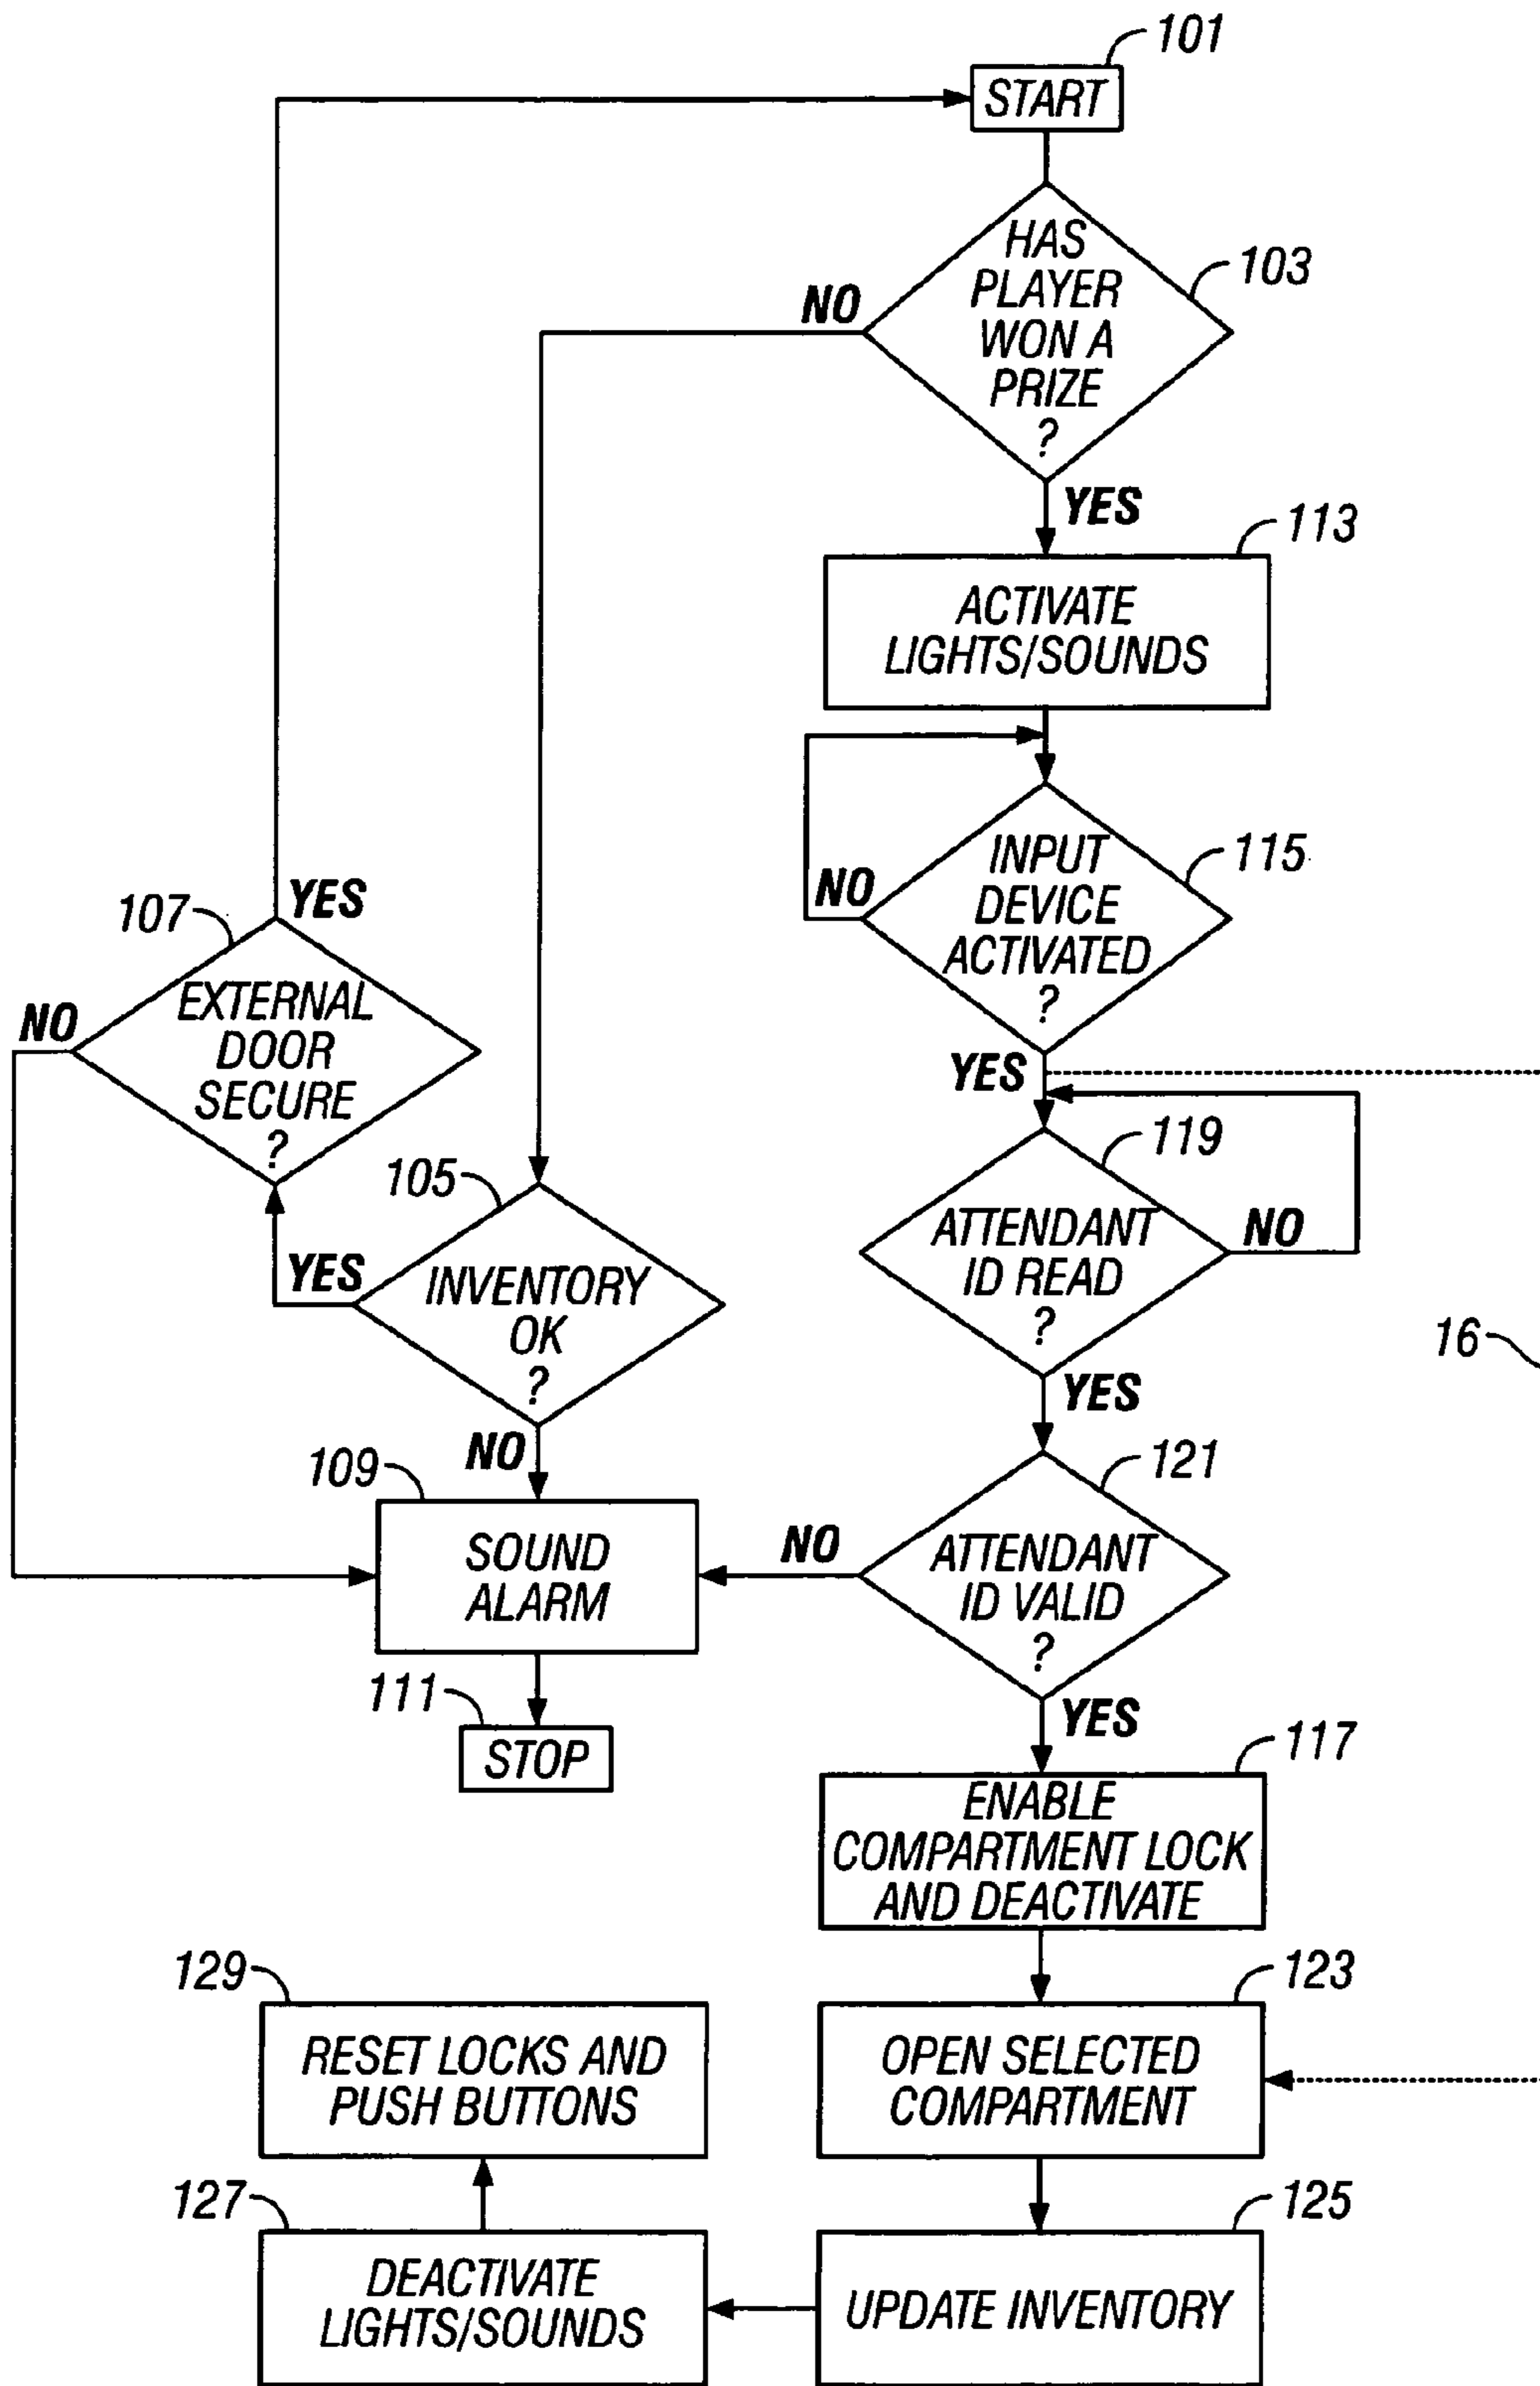 101
START
HAS
PLAYER
WON A
PRIZE
?
103
NO
YES
113
ACTIVATE
LIGHTS/SOUNDS
INPUT
DEVICE
ACTIVATED
?
115
NO
YES
107
YES
EXTERNAL
DOOR
SECURE
?
NO
119
ATTENDANT
ID READ
?
NO
YES
105
YES
INVENTORY
OK
?
NO
16
121
ATTENDANT
ID VALID
?
NO
YES
109
SOUND
ALARM
111
STOP
117
ENABLE
COMPARTMENT LOCK
AND DEACTIVATE
123
OPEN SELECTED
COMPARTMENT
129
RESET LOCKS AND
PUSH BUTTONS
125
UPDATE INVENTORY
127
DEACTIVATE
LIGHTS/SOUNDS